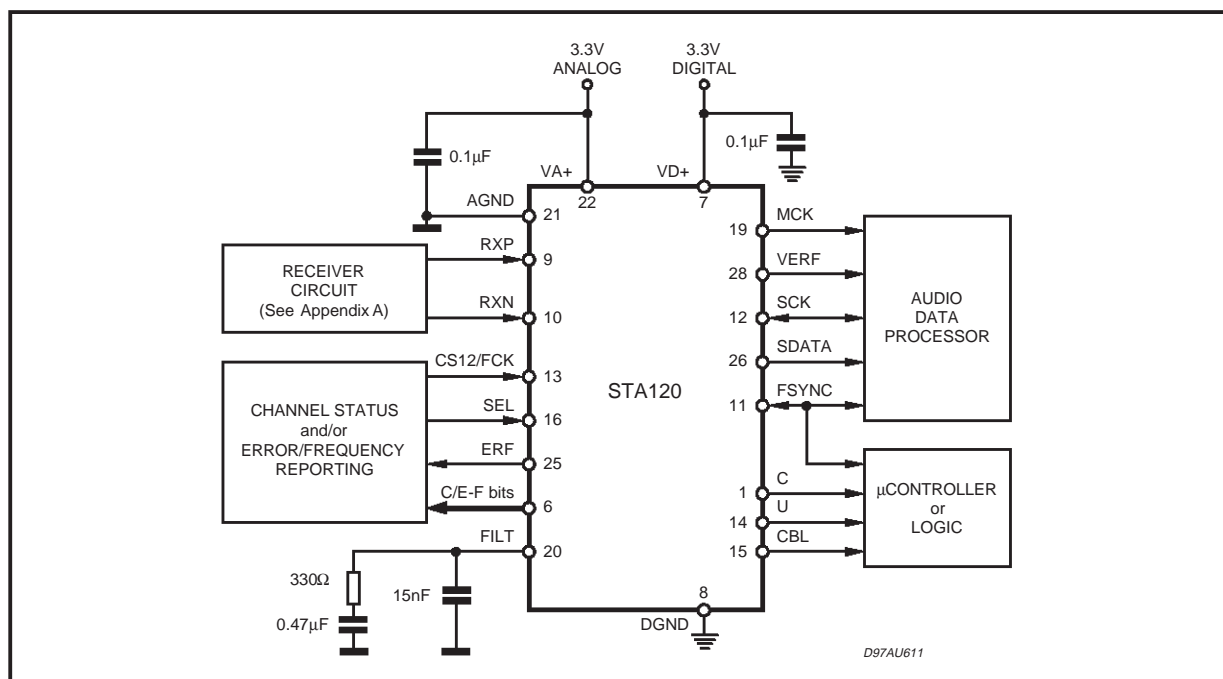 3.3V
ANALOG
3.3V
DIGITAL
0.1µF
0.1µF
VA+
VD+
22
7
AGND
21
RXP
9
RXN
10
RECEIVER
CIRCUIT
(See Appendix A)
CS12/FCK
13
SEL
16
ERF
25
C/E-F bits
6
CHANNEL STATUS
and/or
ERROR/FREQUENCY
REPORTING
FILT
20
330Ω
0.47µF
15nF
STA120
19
MCK
28
VERF
12
SCK
26
SDATA
11
FSYNC
AUDIO
DATA
PROCESSOR
1
C
14
U
15
CBL
µCONTROLLER
or
LOGIC
8
DGND
D97AU611